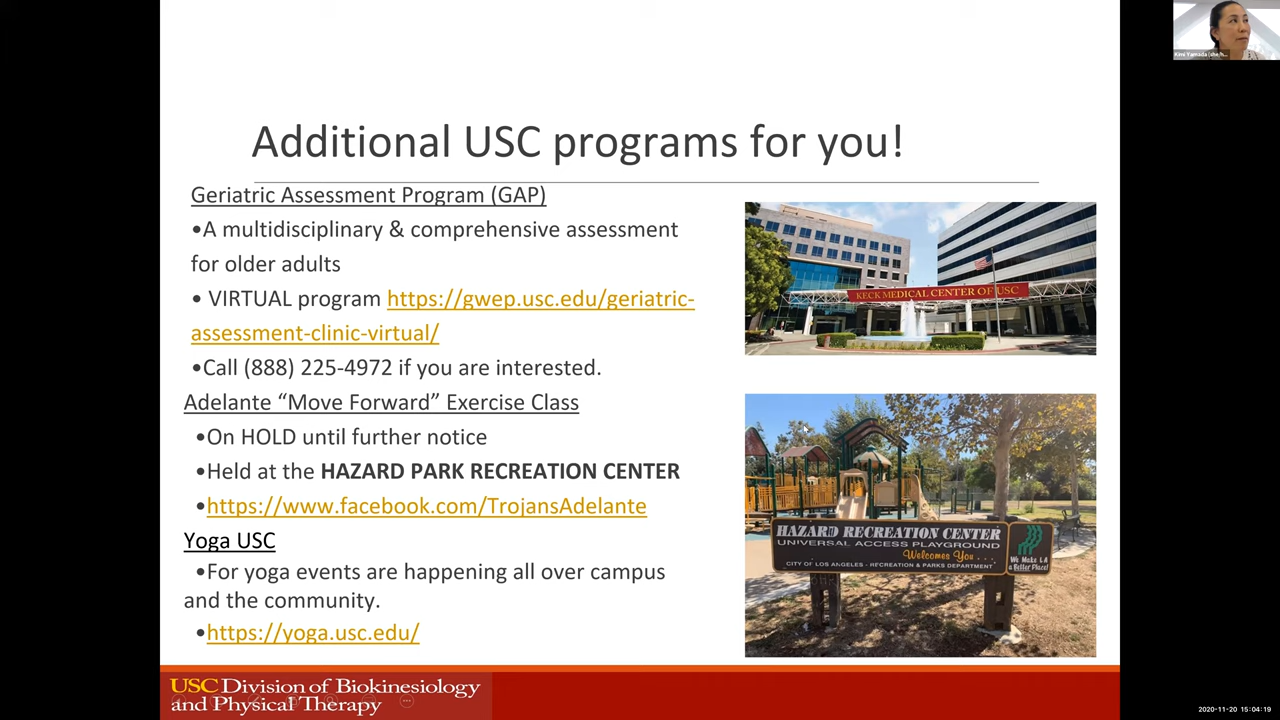 Additional USC programs for you!
Geriatric Assessment Program (GAP)
•A multidisciplinary & comprehensive assessment
for older adults
• VIRTUAL program https://gwep.usc.edu/geriatric-
assessment-clinic-virtual/
•Call (888) 225-4972 if you are interested.
Adelante “Move Forward” Exercise Class
•On HOLD until further notice
•Held at the HAZARD PARK RECREATION CENTER
•https://www.facebook.com/TrojansAdelante
Yoga USC
•For yoga events are happening all over campus
and the community.
•https://yoga.usc.edu/
KECK MEDICAL CENTER OF USC
HAZARD RECREATION CENTER
UNIVERSAL ACCESS PLAYGROUND
Welcomes You ...
CITY OF LOS ANGELES - RECREATION & PARKS DEPARTMENT
We Make LA
a Better Place!
USC Division of Biokinesiology
and Physical Therapy
Kimi Yamada (she/h...
2020-11-20 15:04:19